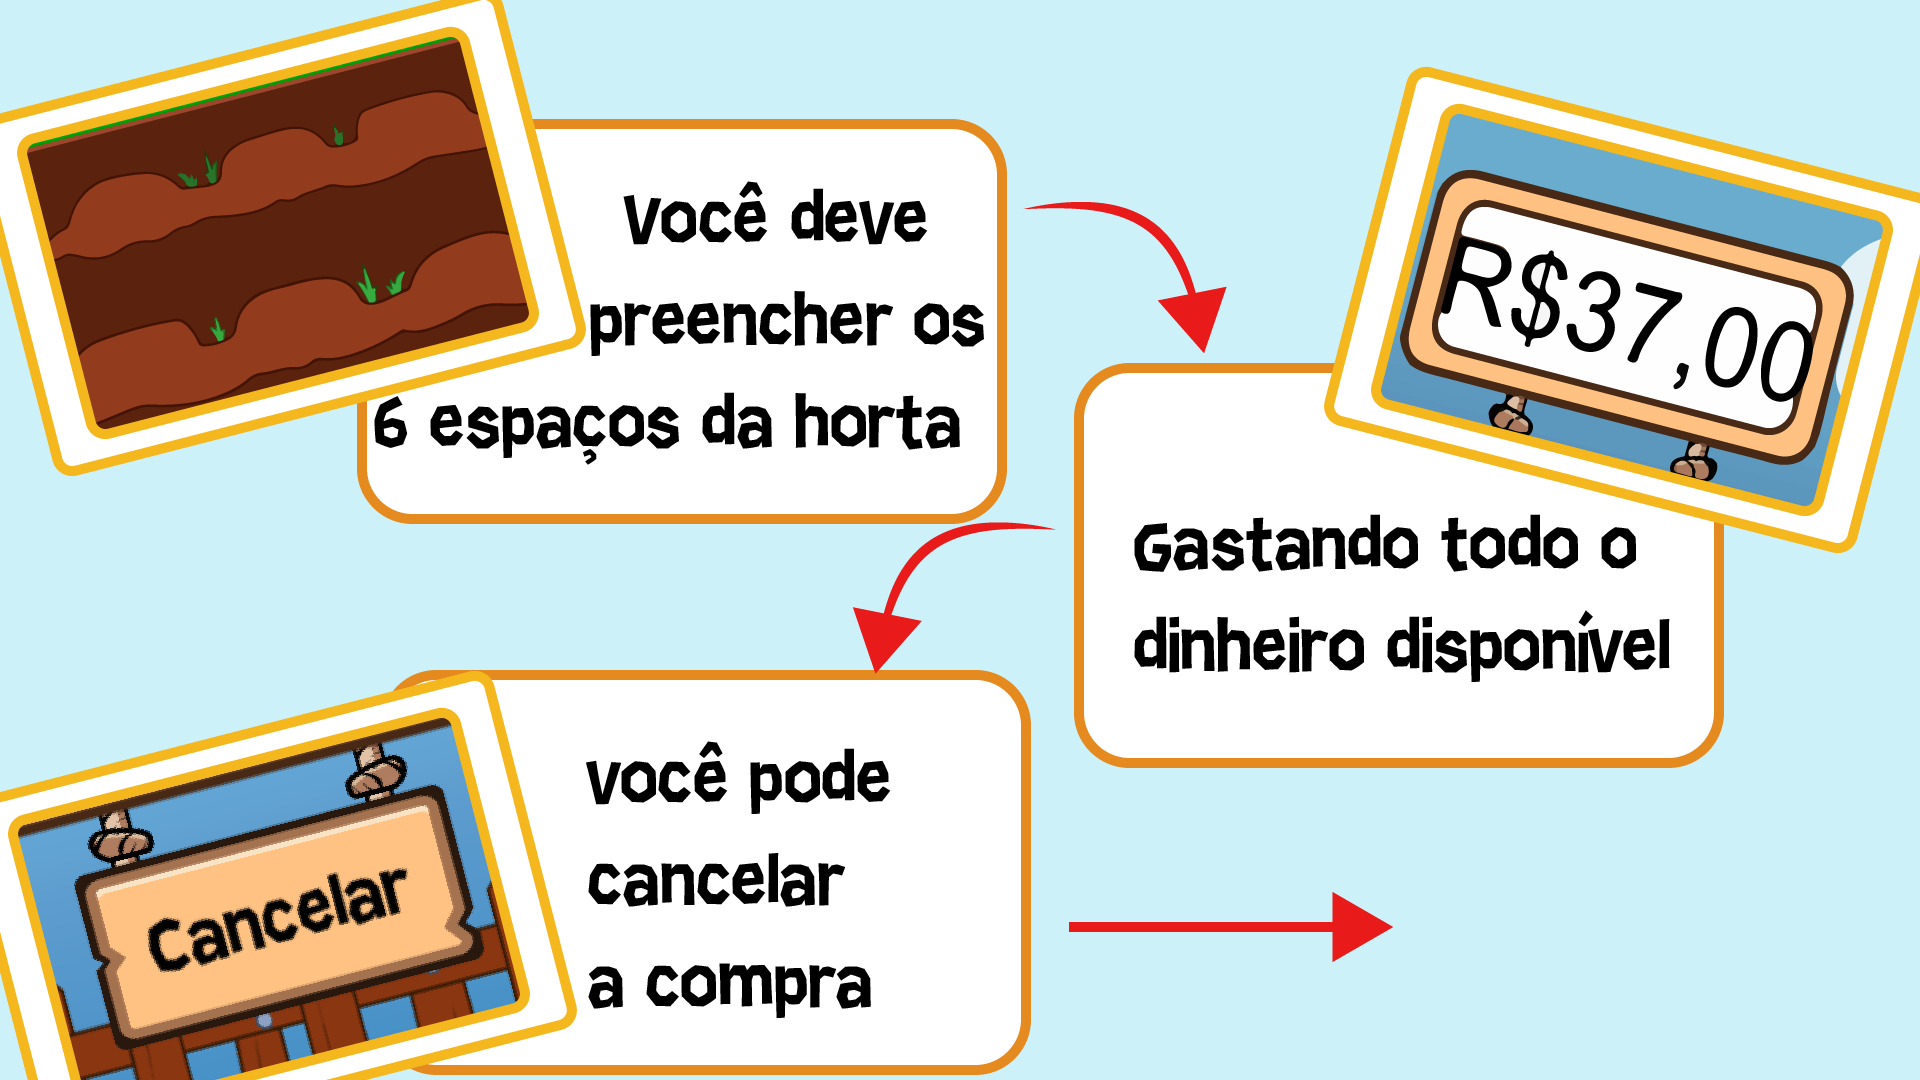 Você deve
preencher os
6 espaços da horta
R$37,00
Gastando todo o
dinheiro disponível
você pode
cancelar
a compra
Cancelar